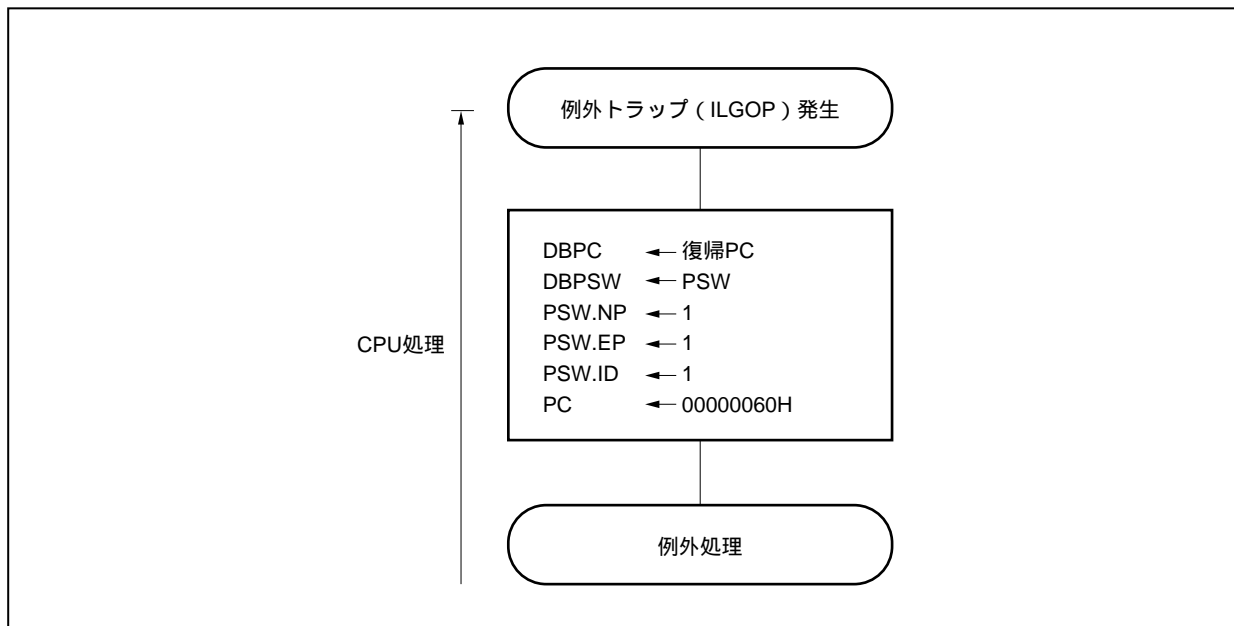 例外トラップ（ILGOP）発生
DBPC ← 復帰PC
DBPSW ← PSW
PSW.NP ← 1
PSW.EP ← 1
PSW.ID ← 1
PC ← 00000060H
CPU処理
例外処理